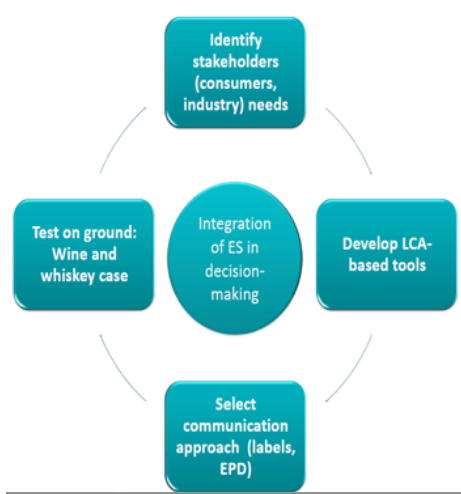 Identify
stakeholders
(consumers,
industry) needs
Test on ground:
Wine and
whiskey case
Integration
of ES in
decision-
making
Develop LCA-
based tools
Select
communication
approach (labels,
EPD)